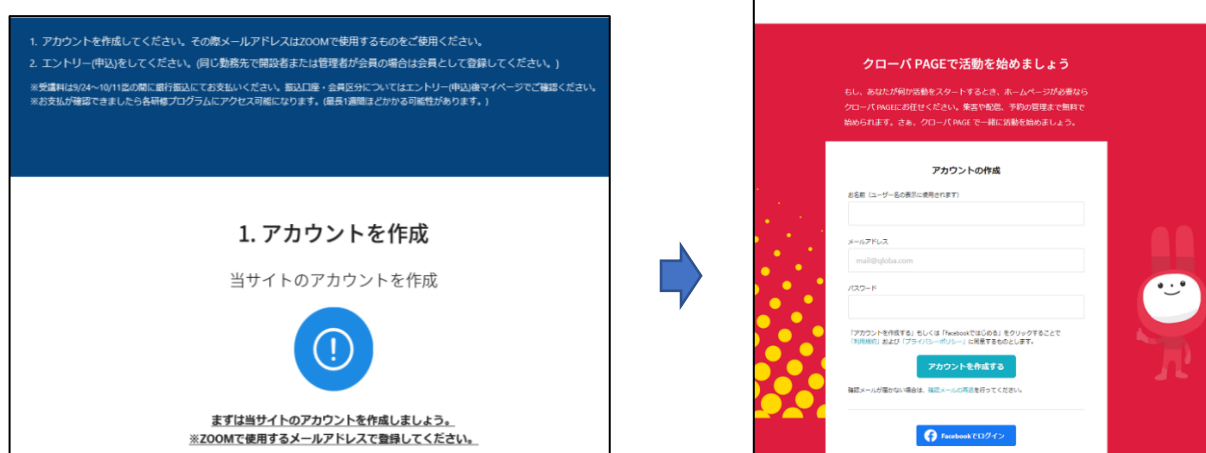 1. アカウントを作成してください。その際メールアドレスはZOOMで使用するものをご使用ください。
2. エントリー(申込)をしてください。(同じ勤務先で開設者または管理者が会員の場合は会員として登録してください。)
※受講料は9/24～10/11迄の間に銀行振込にてお支払いください。振込口座・会員区分についてはエントリー(申込)後マイページでご確認ください。
※お支払が確認できましたら各研修プログラムにアクセス可能になります。(最長1週間ほどかかる可能性があります。)
1. アカウントを作成
当サイトのアカウントを作成
まずは当サイトのアカウントを作成しましょう。
※ZOOMで使用するメールアドレスで登録してください。
クローバ PAGEで活動を始めましょう
もし、あなたが何か活動をスタートするとき、ホームページが必要なら
クローバ PAGEにお任せください。集客や配信、予約の管理まで無料で
始められます。さぁ、クローバ PAGE で一緒に活動を始めましょう。
アカウントの作成
お名前（ユーザー名の表示に使用されます）
メールアドレス
mail@qloba.com
パスワード
「アカウントを作成する」もしくは「Facebookではじめる」をクリックすることで
「利用規約」および「プライバシーポリシー」に同意するものとします。
アカウントを作成する
確認メールが届かない場合は、確認メールの再送を行ってください。
Facebookでログイン